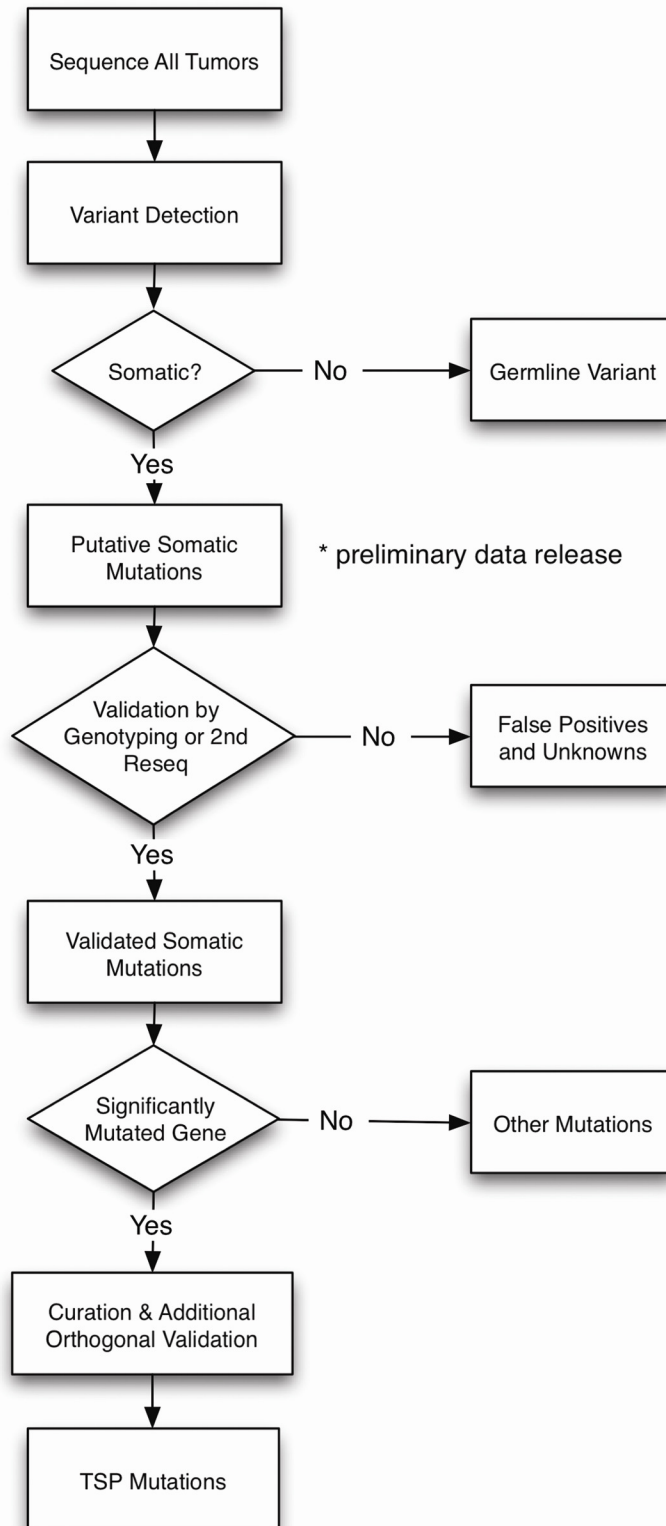 Sequence All Tumors
Variant Detection
Somatic?
No
Germline Variant
Yes
Putative Somatic
Mutations
* preliminary data release
Validation by
Genotyping or 2nd
Reseq
No
False Positives
and Unknowns
Yes
Validated Somatic
Mutations
Significantly
Mutated Gene
No
Other Mutations
Yes
Curation & Additional
Orthogonal Validation
TSP Mutations